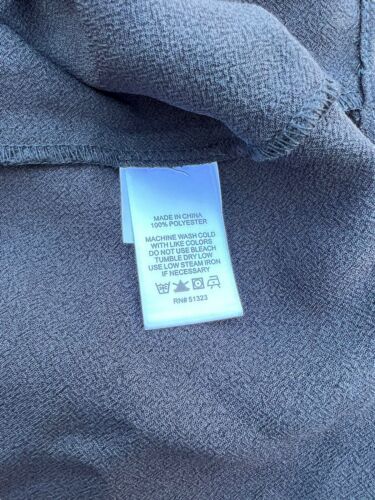 MADE IN CHINA
100% POLYESTER
MACHINE WASH COLD
WITH LIKE COLORS
DO NOT USE BLEACH
TUMBLE DRY LOW
USE LOW STEAM IRON
IF NECESSARY
RN# 51323